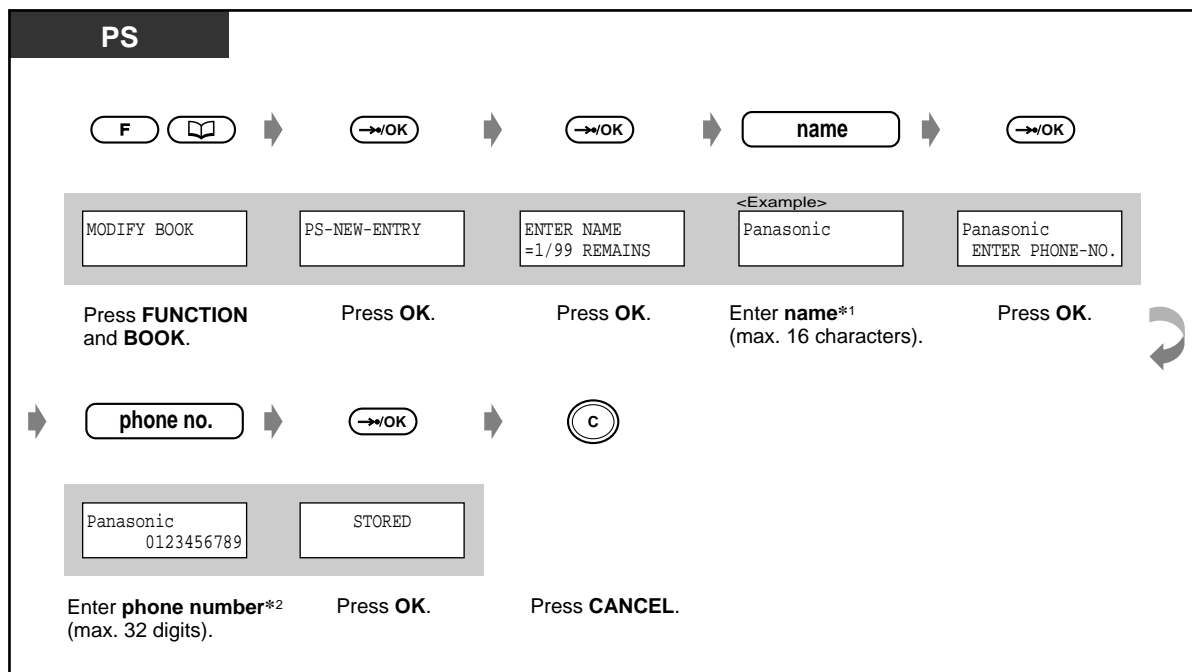 PS
F
→•/OK
→•/OK
name
→•/OK
<Example>
MODIFY BOOK
PS-NEW-ENTRY
ENTER NAME
=1/99 REMAINS
Panasonic
Panasonic
ENTER PHONE-NO.
Press FUNCTION
and BOOK.
Press OK.
Press OK.
Enter name*1
(max. 16 characters).
Press OK.
phone no.
→•/OK
C
Panasonic
0123456789
STORED
Enter phone number*2
(max. 32 digits).
Press OK.
Press CANCEL.